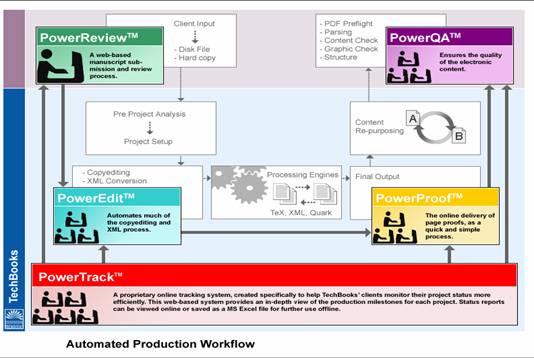 PowerReview™
A web-based
manuscript sub-
mission and review
process.
Client Input
- Disk File
- Hard copy
- PDF Preflight
- Parsing
- Content Check
- Graphic Check
- Structure
PowerQA™
Ensures the quality
of the electronic
content.
Pre Project Analysis
Project Setup
Content
Re-purposing
A
B
- Copyediting
- XML Conversion
Processing Engines
TeX, XML, Quark
Final Output
PowerEdit™
Automates much of
the copyediting and
XML process.
PowerProof™
The online delivery of
page proofs, as a
quick and simple
process.
TechBooks
PowerTrack™
A proprietary online tracking system, created specifically to help TechBooks' clients monitor their project status more
efficiently. This web-based system provides an in-depth view of the production milestones for each project. Status reports
can be viewed online or saved as a MS Excel file for further use offline.
Automated Production Workflow